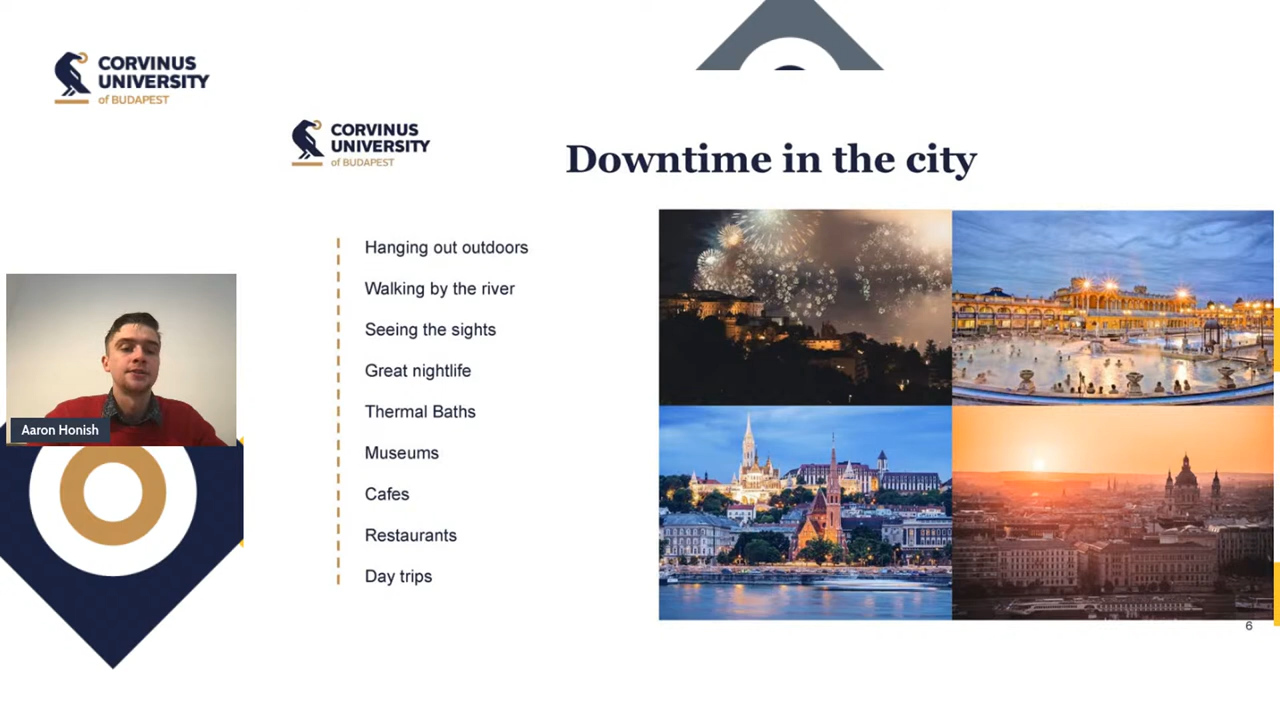 CORVINUS
UNIVERSITY
of BUDAPEST
CORVINUS
UNIVERSITY
of BUDAPEST
Downtime in the city
Hanging out outdoors
Walking by the river
Seeing the sights
Great nightlife
Thermal Baths
Museums
Cafes
Restaurants
Day trips
Aaron Honish
6